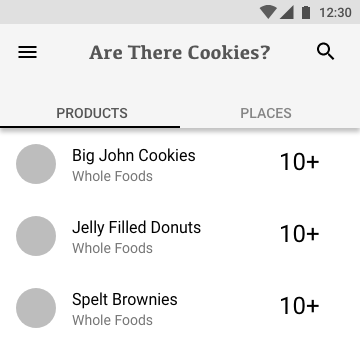 12:30
Are There Cookies?
PRODUCTS
PLACES
Big John Cookies
10+
Whole Foods
Jelly Filled Donuts
10+
Whole Foods
Spelt Brownies
10+
Whole Foods